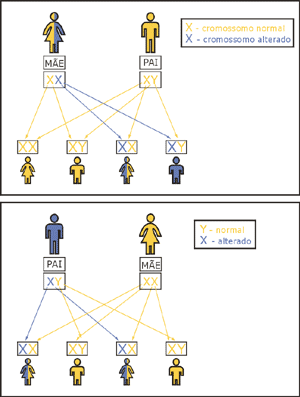 X - cromossomo normal
X - cromossomo alterado
MÃE PAI
XX XY
XX XY XX XY
Y - normal
X - alterado
PAI MÃE
XY XX
XX XY XX XY